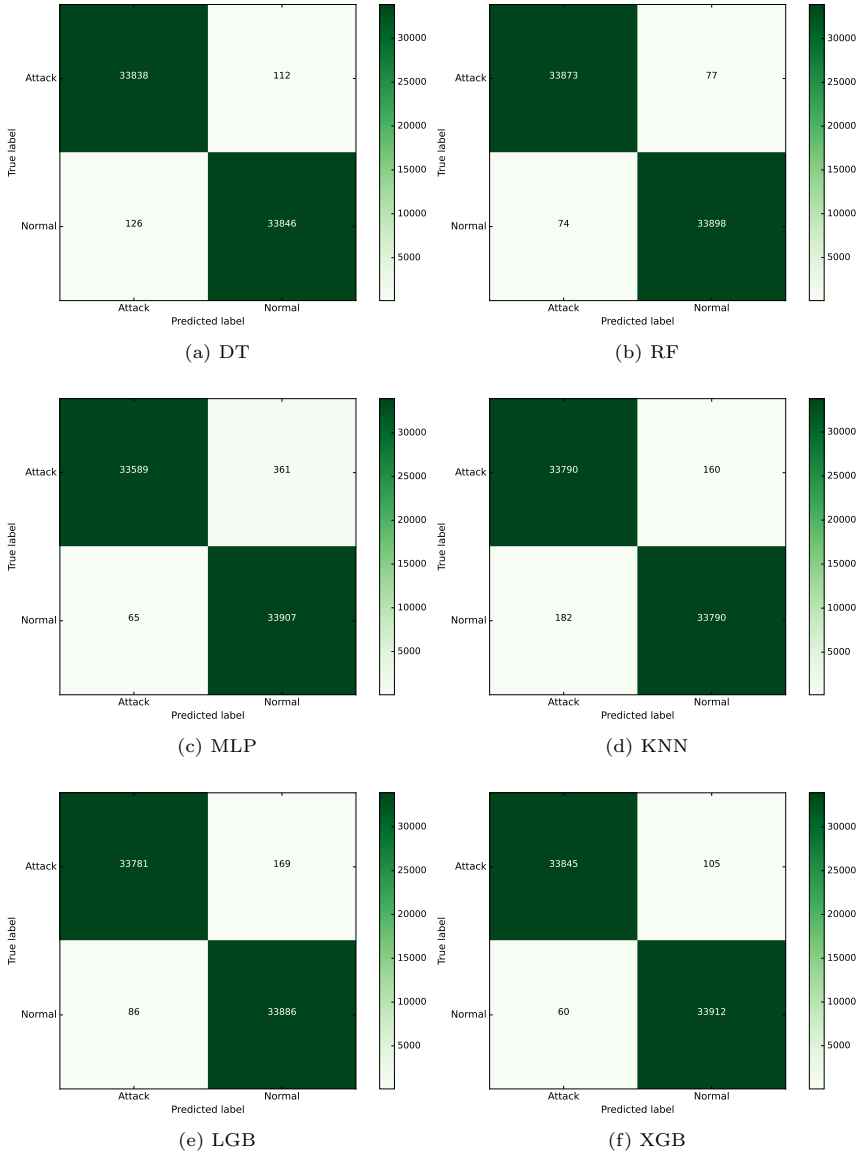 30000
Attack
33838
112
25000
20000
True label
15000
Normal
126
33846
10000
5000
Attack
Normal
Predicted label
(a) DT
30000
Attack
33873
77
25000
20000
True label
15000
Normal
74
33898
10000
5000
Attack
Normal
Predicted label
(b) RF
30000
Attack
33589
361
25000
20000
True label
15000
Normal
65
33907
10000
5000
Attack
Normal
Predicted label
(c) MLP
30000
Attack
33790
160
25000
20000
True label
15000
Normal
182
33790
10000
5000
Attack
Normal
Predicted label
(d) KNN
30000
Attack
33781
169
25000
20000
True label
15000
Normal
86
33886
10000
5000
Attack
Normal
Predicted label
(e) LGB
30000
Attack
33845
105
25000
20000
True label
15000
Normal
60
33912
10000
5000
Attack
Normal
Predicted label
(f) XGB